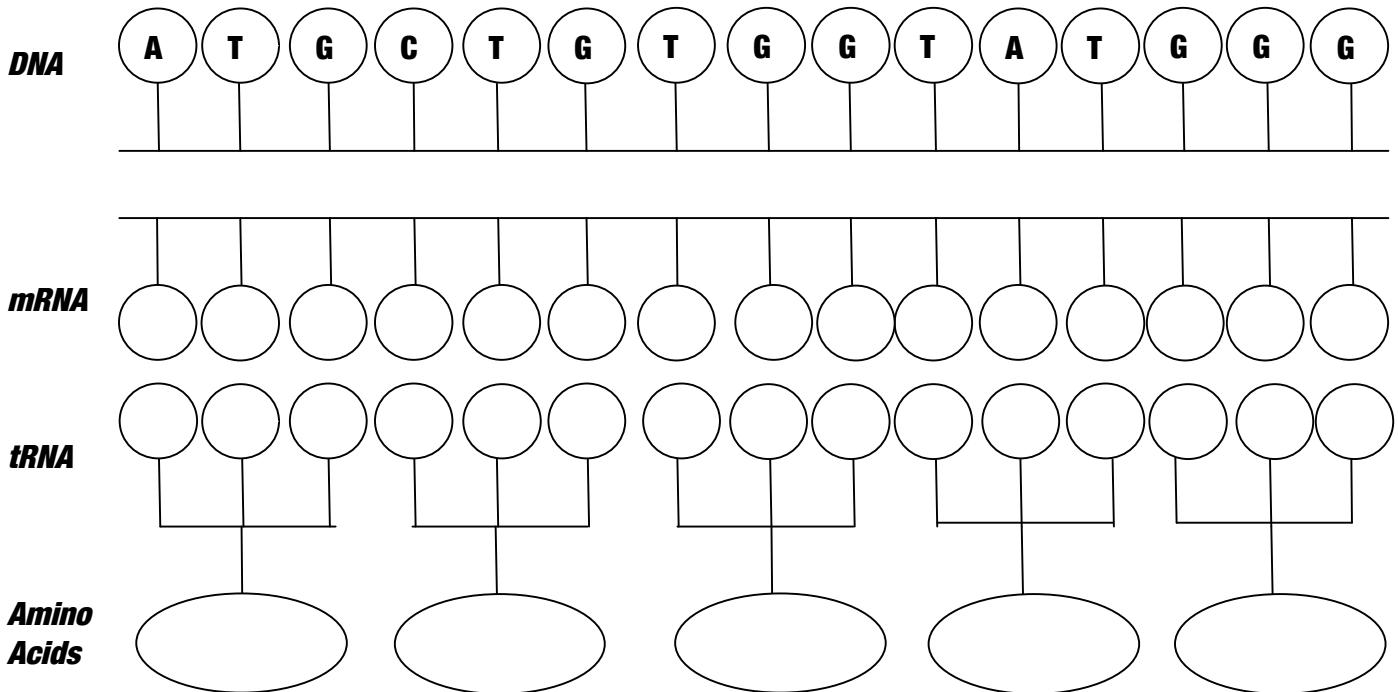 DNA A T G C T G T G G T A T G G G
mRNA
tRNA
Amino
Acids